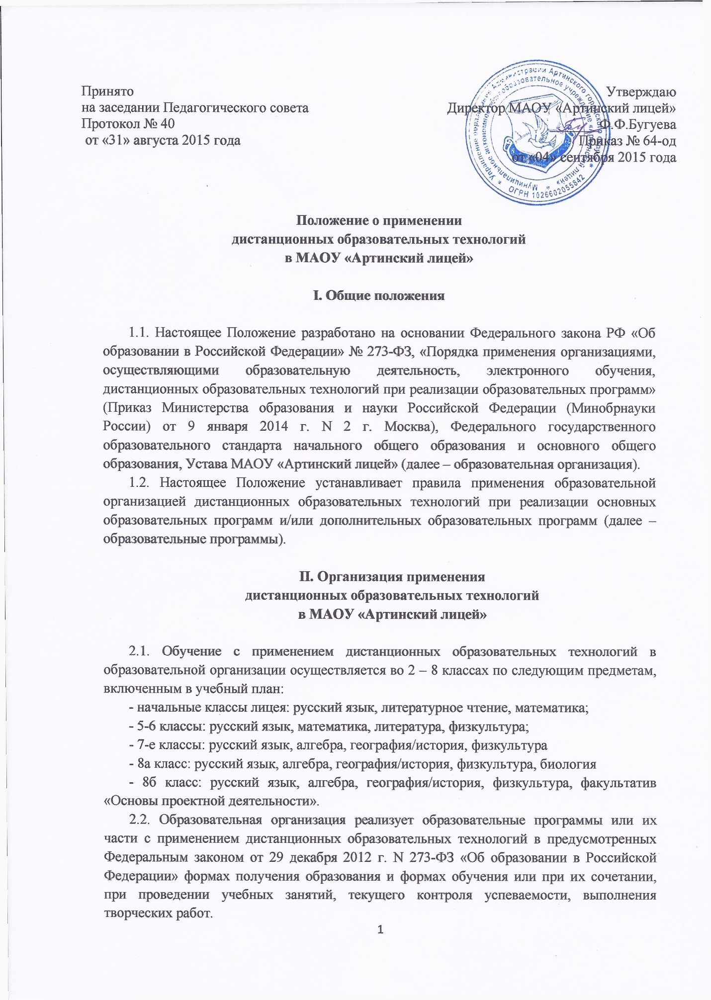 Принято
на заседании Педагогического совета
Протокол № 40
от «31» августа 2015 года
Утверждаю
Директор МАОУ «Артинский лицей»
Ф.Ф.Бугуева
Приказ № 64-од
от «04» сентября 2015 года
Управление образования Администрации Артинского городского округа *
Муниципальное автономное общеобразовательное учреждение «Артинский лицей» *
ОГРН 1026602055842
Положение о применении
дистанционных образовательных технологий
в МАОУ «Артинский лицей»
I. Общие положения
1.1. Настоящее Положение разработано на основании Федерального закона РФ «Об
образовании в Российской Федерации» № 273-ФЗ, «Порядка применения организациями,
осуществляющими образовательную деятельность, электронного обучения,
дистанционных образовательных технологий при реализации образовательных программ»
(Приказ Министерства образования и науки Российской Федерации (Минобрнауки
России) от 9 января 2014 г. N 2 г. Москва), Федерального государственного
образовательного стандарта начального общего образования и основного общего
образования, Устава МАОУ «Артинский лицей» (далее – образовательная организация).
1.2. Настоящее Положение устанавливает правила применения образовательной
организацией дистанционных образовательных технологий при реализации основных
образовательных программ и/или дополнительных образовательных программ (далее –
образовательные программы).
II. Организация применения
дистанционных образовательных технологий
в МАОУ «Артинский лицей»
2.1. Обучение с применением дистанционных образовательных технологий в
образовательной организации осуществляется во 2 – 8 классах по следующим предметам,
включенным в учебный план:
- начальные классы лицея: русский язык, литературное чтение, математика;
- 5-6 классы: русский язык, математика, литература, физкультура;
- 7-е классы: русский язык, алгебра, география/история, физкультура
- 8а класс: русский язык, алгебра, география/история, физкультура, биология
- 8б класс: русский язык, алгебра, география/история, физкультура, факультатив
«Основы проектной деятельности».
2.2. Образовательная организация реализует образовательные программы или их
части с применением дистанционных образовательных технологий в предусмотренных
Федеральным законом от 29 декабря 2012 г. N 273-ФЗ «Об образовании в Российской
Федерации» формах получения образования и формах обучения или при их сочетании,
при проведении учебных занятий, текущего контроля успеваемости, выполнения
творческих работ.
1